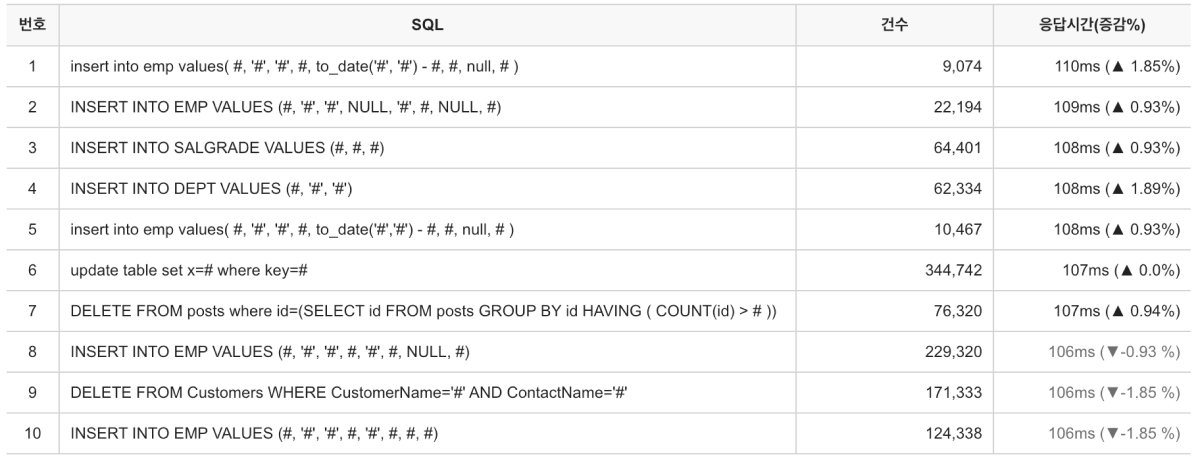 번호 SQL 건수 응답시간(증감%)
1 insert into emp values( #, '#', '#', #, to_date('#', '#') - #, #, null, # ) 9,074 110ms (▲ 1.85%)
2 INSERT INTO EMP VALUES (#, '#', '#', NULL, '#', #, NULL, #) 22,194 109ms (▲ 0.93%)
3 INSERT INTO SALGRADE VALUES (#, #, #) 64,401 108ms (▲ 0.93%)
4 INSERT INTO DEPT VALUES (#, '#', '#') 62,334 108ms (▲ 1.89%)
5 insert into emp values( #, '#', '#', #, to_date('#','#') - #, #, null, # ) 10,467 108ms (▲ 0.93%)
6 update table set x=# where key=# 344,742 107ms (▲ 0.0%)
7 DELETE FROM posts where id=(SELECT id FROM posts GROUP BY id HAVING ( COUNT(id) > # )) 76,320 107ms (▲ 0.94%)
8 INSERT INTO EMP VALUES (#, '#', '#', #, '#', #, NULL, #) 229,320 106ms (▼-0.93 %)
9 DELETE FROM Customers WHERE CustomerName='#' AND ContactName='#' 171,333 106ms (▼-1.85 %)
10 INSERT INTO EMP VALUES (#, '#', '#', #, '#', #, #, #) 124,338 106ms (▼-1.85 %)